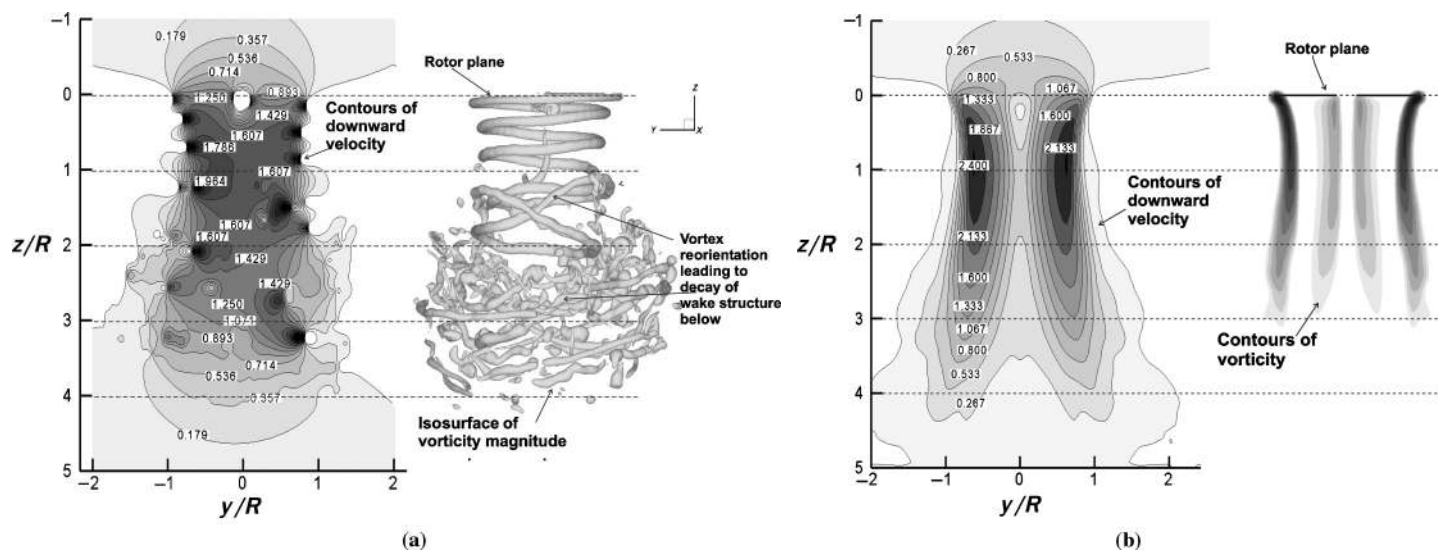 –1
0.179
0.357
0.536
0.714
0
1.250
0.893
1.429
1.607
1.786
1
1.607
1.964
1.607
2
1.607
1.429
1.429
1.250
3
1.071
0.893
0.714
0.536
4
0.357
0.179
5
–2
–1
0
1
2
z/R
y/R
Contours of
downward
velocity
Rotor plane
Z
Y
X
Vortex
reorientation
leading to
decay of
wake structure
below
Isosurface of
vorticity magnitude
(a)
–1
0.267
0.533
0.800
1.067
0
1.333
1.600
1.867
2.133
1
2.400
2
2.133
1.600
3
1.333
1.067
0.800
0.533
4
0.267
5
–2
–1
0
1
2
z/R
y/R
Rotor plane
Contours of
downward
velocity
Contours of
vorticity
(b)